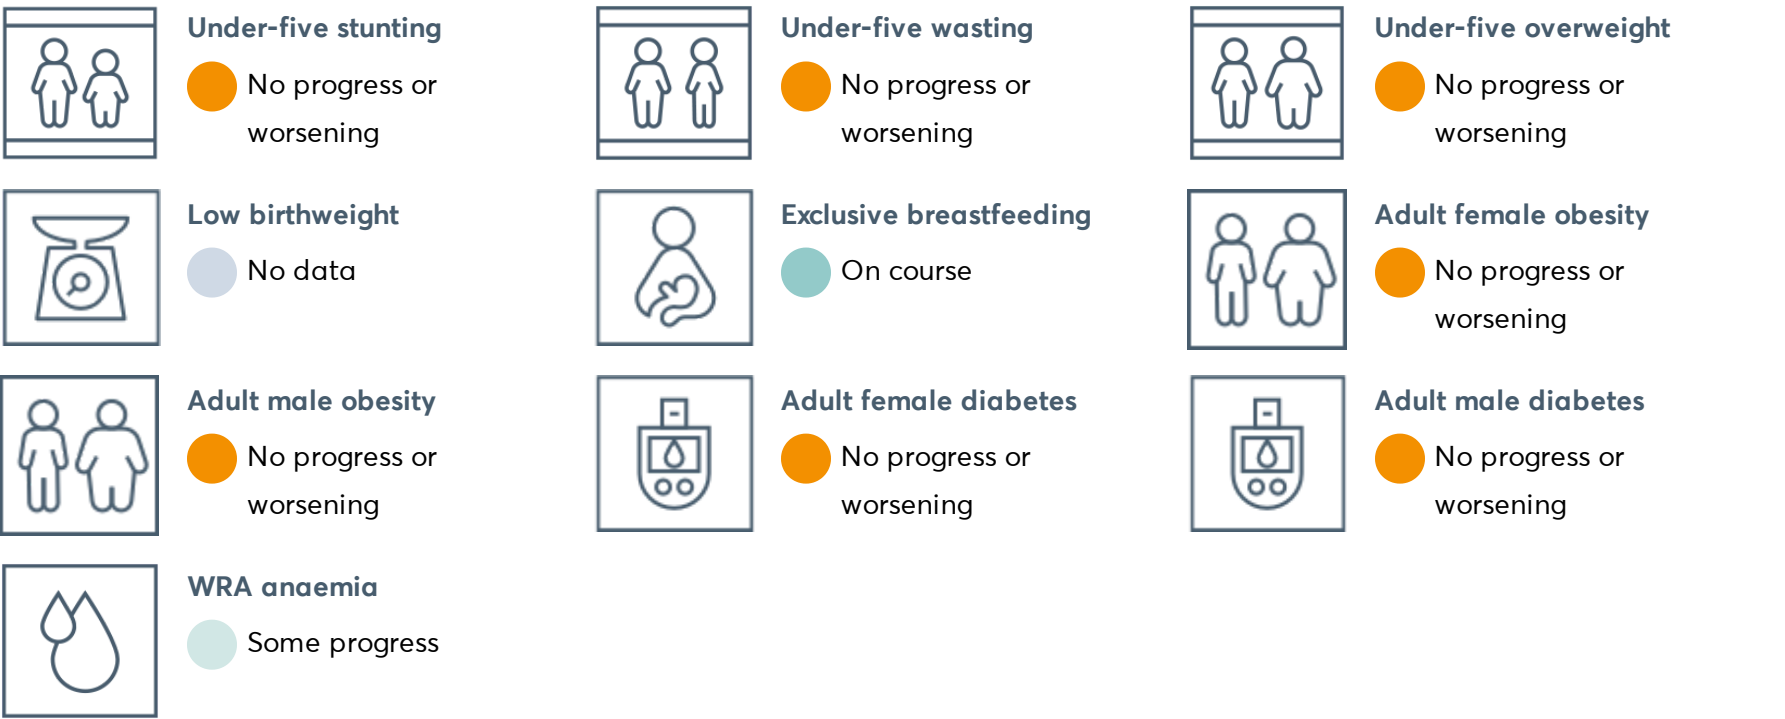 Under-five stunting
No progress or
worsening
Under-five wasting
No progress or
worsening
Under-five overweight
No progress or
worsening
Low birthweight
No data
Exclusive breastfeeding
On course
Adult female obesity
No progress or
worsening
Adult male obesity
No progress or
worsening
Adult female diabetes
No progress or
worsening
Adult male diabetes
No progress or
worsening
WRA anaemia
Some progress